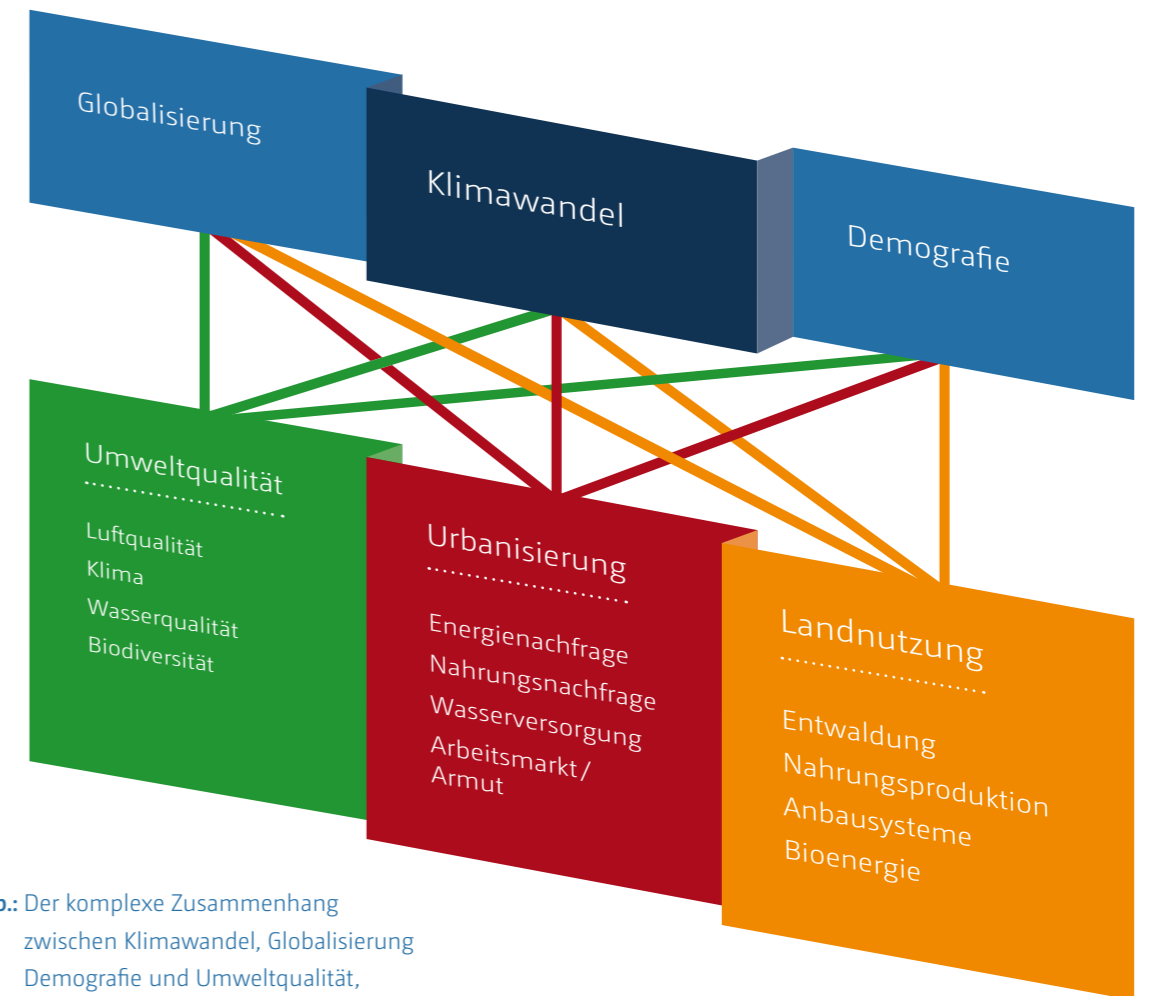 Globalisierung
Klimawandel
Demografie
Umweltqualität
Luftqualität
Klima
Wasserqualität
Biodiversität
Urbanisierung
Energienachfrage
Nahrungsnachfrage
Wasserversorgung
Arbeitsmarkt/
Armut
Landnutzung
Entwaldung
Nahrungsproduktion
Anbausysteme
Bioenergie
Der komplexe Zusammenhang
zwischen Klimawandel, Globalisierung
Demografie und Umweltqualität,